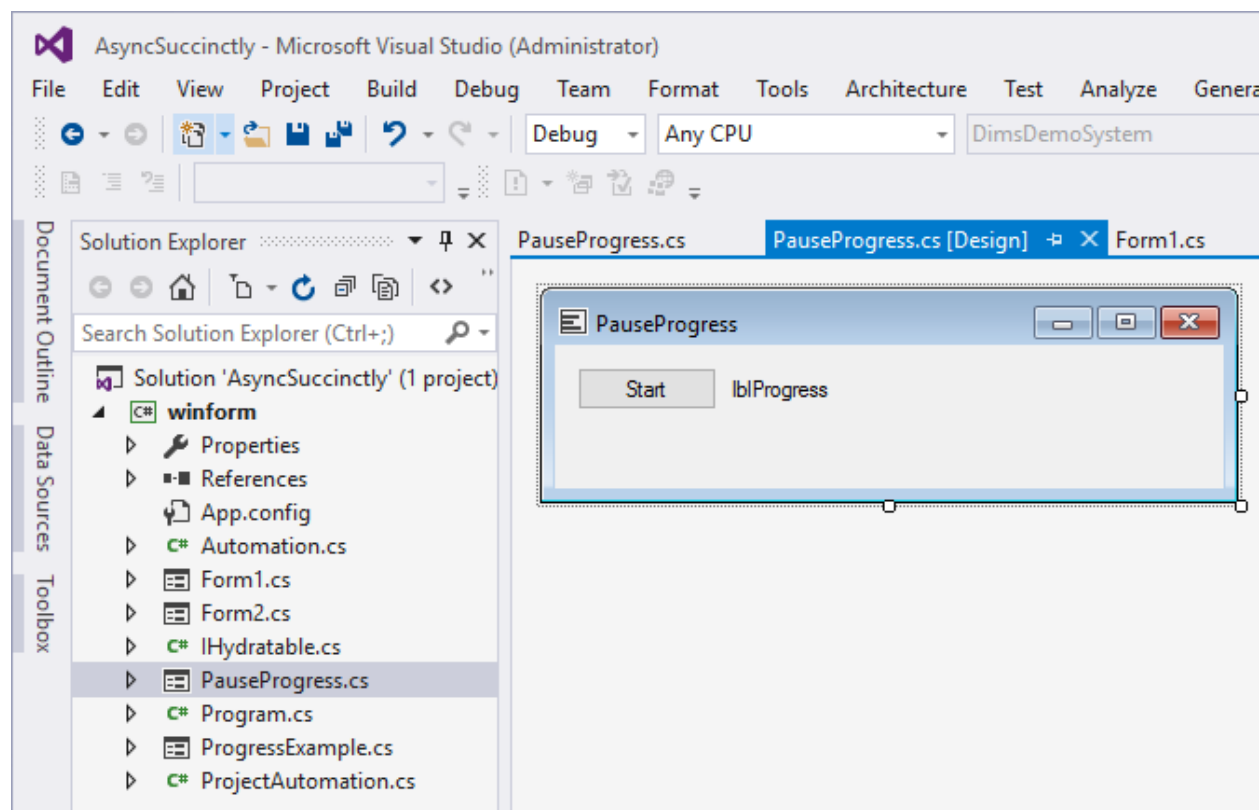 AsyncSuccinctly - Microsoft Visual Studio (Administrator)
File Edit View Project Build Debug Team Format Tools Architecture Test Analyze Genera
Debug Any CPU DimsDemoSystem
Document Outline
Data Sources
Toolbox
Solution Explorer
Search Solution Explorer (Ctrl+;)
Solution 'AsyncSuccinctly' (1 project)
C# winform
Properties
References
App.config
C# Automation.cs
Form1.cs
Form2.cs
C# IHydratable.cs
PauseProgress.cs
C# Program.cs
ProgressExample.cs
C# ProjectAutomation.cs
PauseProgress.cs PauseProgress.cs [Design] Form1.cs
PauseProgress
Start lblProgress